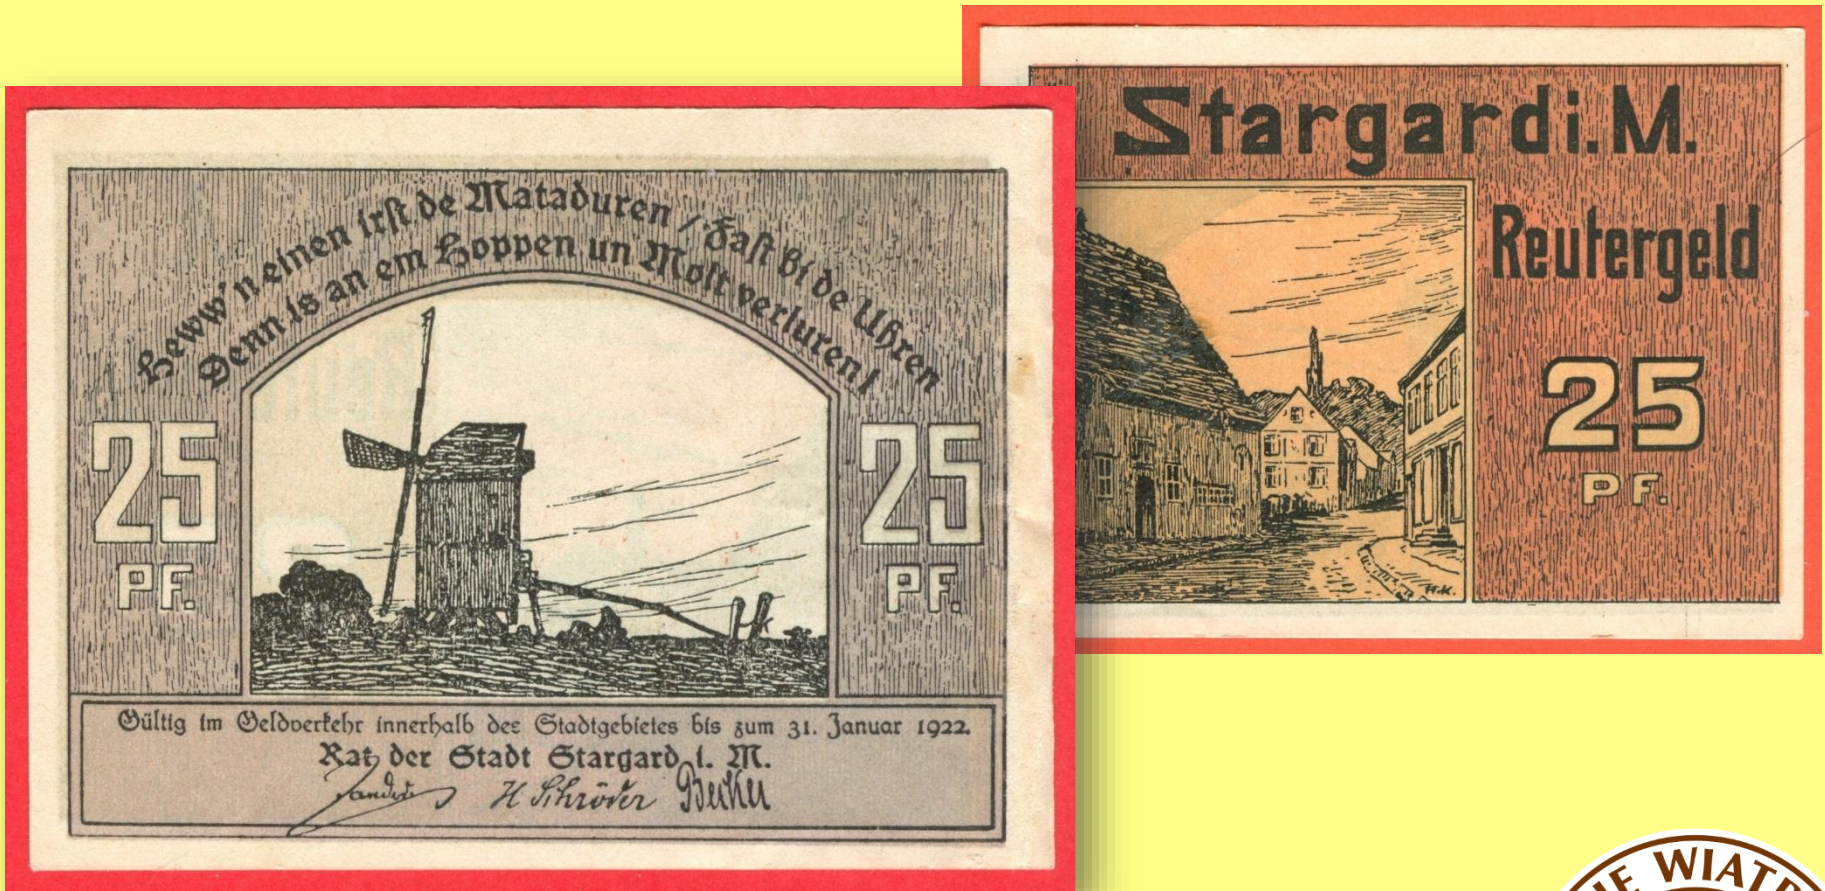 Heww'n einen irst de Mataduren / Fast bi de Uhren
Denn is an em Hoppen un Molt verluren!
25
PF.
25
PF.
Gültig im Geldverkehr innerhalb des Stadtgebietes bis zum 31. Januar 1922.
Rat der Stadt Stargard i. M.
H Schröder Becker
Stargard i. M.
Reutergeld
25
PF.
H.K.
WIATR